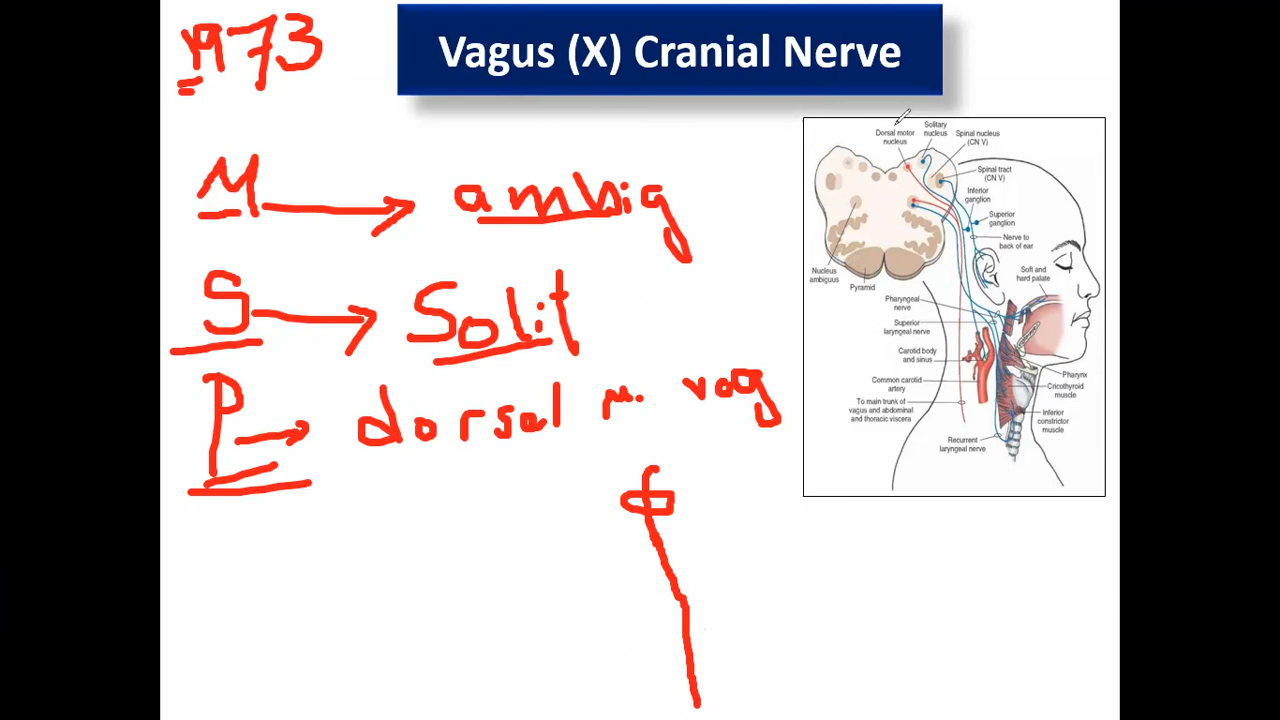 1973
Vagus (X) Cranial Nerve
M → ambig
S → Solit
P → dorsal μ. vag
Dorsal motor
nucleus
Solitary
nucleus
Spinal nucleus
(CN V)
Spinal tract
(CN V)
Inferior
ganglion
Superior
ganglion
Nerve to
back of ear
Nucleus
ambiguus
Pyramid
Soft and
hard palate
Pharyngeal
nerve
Superior
laryngeal nerve
Carotid body
and sinus
Common carotid
artery
To main trunk of
vagus and abdominal
and thoracic viscera
Pharynx
Cricothyroid
muscle
Inferior
constrictor
muscle
Recurrent
laryngeal nerve